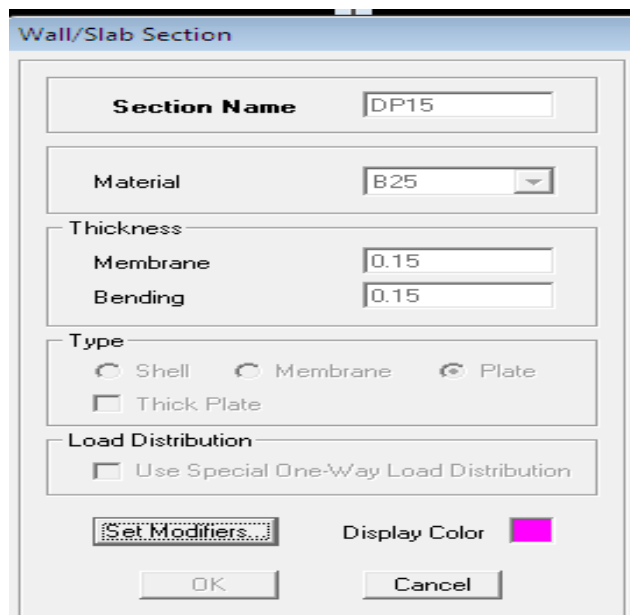 Wall/Slab Section
Section Name DP15
Material B25
Thickness
Membrane 0.15
Bending 0.15
Type
Shell Membrane Plate
Thick Plate
Load Distribution
Use Special One-Way Load Distribution
Set Modifiers... Display Color
OK Cancel